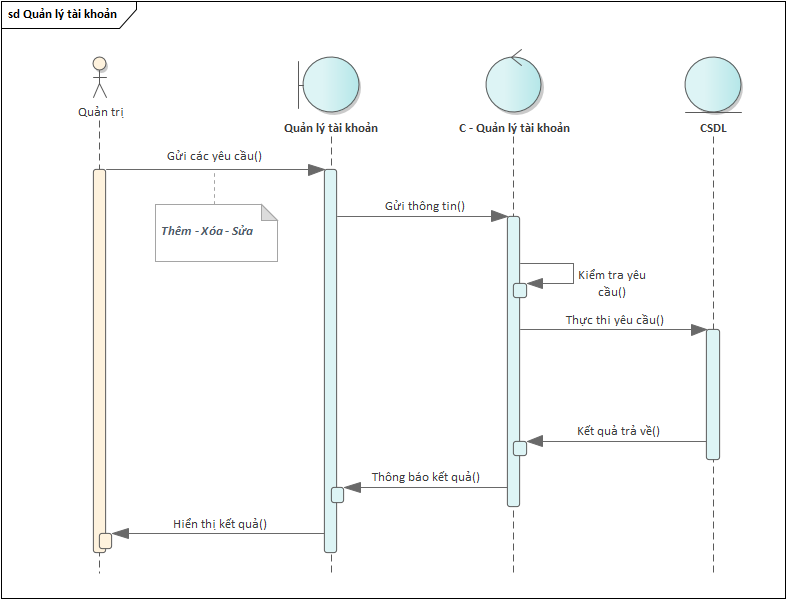 sd Quản lý tài khoản
Quản trị
Quản lý tài khoản
C - Quản lý tài khoản
CSDL
Gửi các yêu cầu()
Thêm - Xóa - Sửa
Gửi thông tin()
Kiểm tra yêu
cầu()
Thực thi yêu cầu()
Kết quả trả về()
Thông báo kết quả()
Hiển thị kết quả()